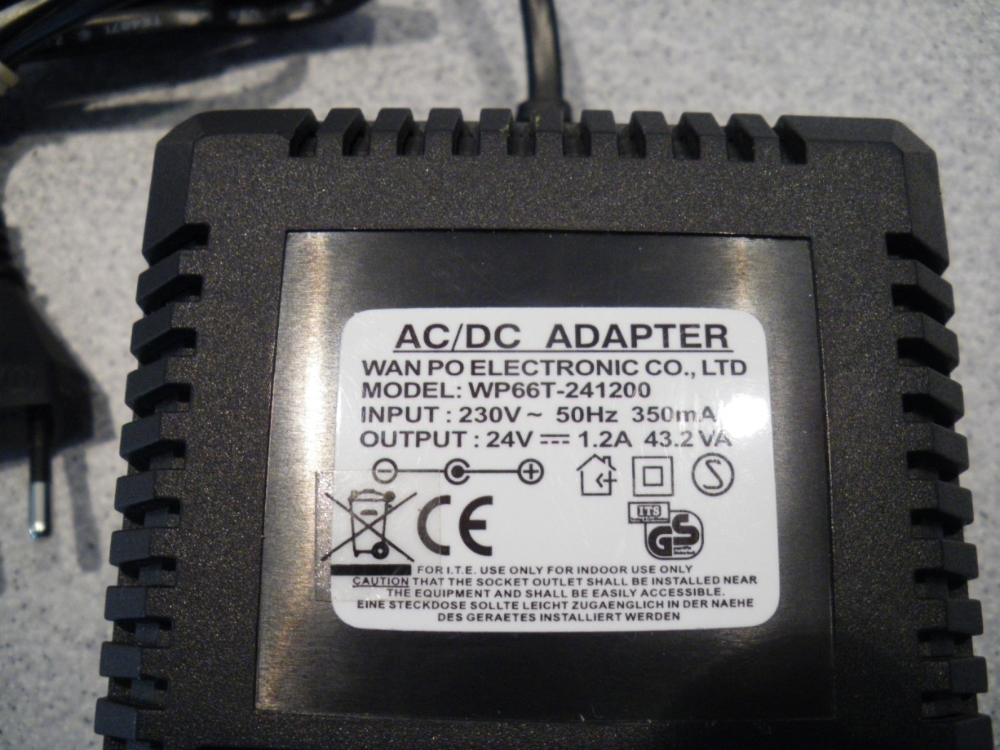 AC/DC ADAPTER
WAN PO ELECTRONIC CO., LTD
MODEL: WP66T-241200
INPUT : 230V ~ 50Hz 350mA
OUTPUT : 24V ⎓ 1.2A 43.2 VA
CE
ITS
GS
FOR I.T.E. USE ONLY FOR INDOOR USE ONLY
CAUTION THAT THE SOCKET OUTLET SHALL BE INSTALLED NEAR
THE EQUIPMENT AND SHALL BE EASILY ACCESSIBLE.
EINE STECKDOSE SOLLTE LEICHT ZUGAENGLICH IN DER NAEHE
DES GERAETES INSTALLIERT WERDEN